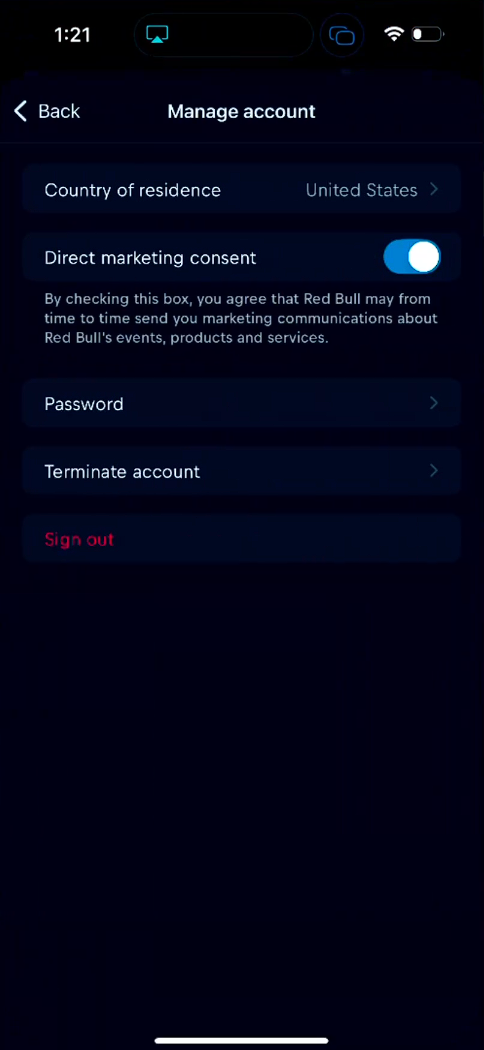 1:21
Back
Manage account
Country of residence United States
Direct marketing consent
By checking this box, you agree that Red Bull may from
time to time send you marketing communications about
Red Bull's events, products and services.
Password
Terminate account
Sign out